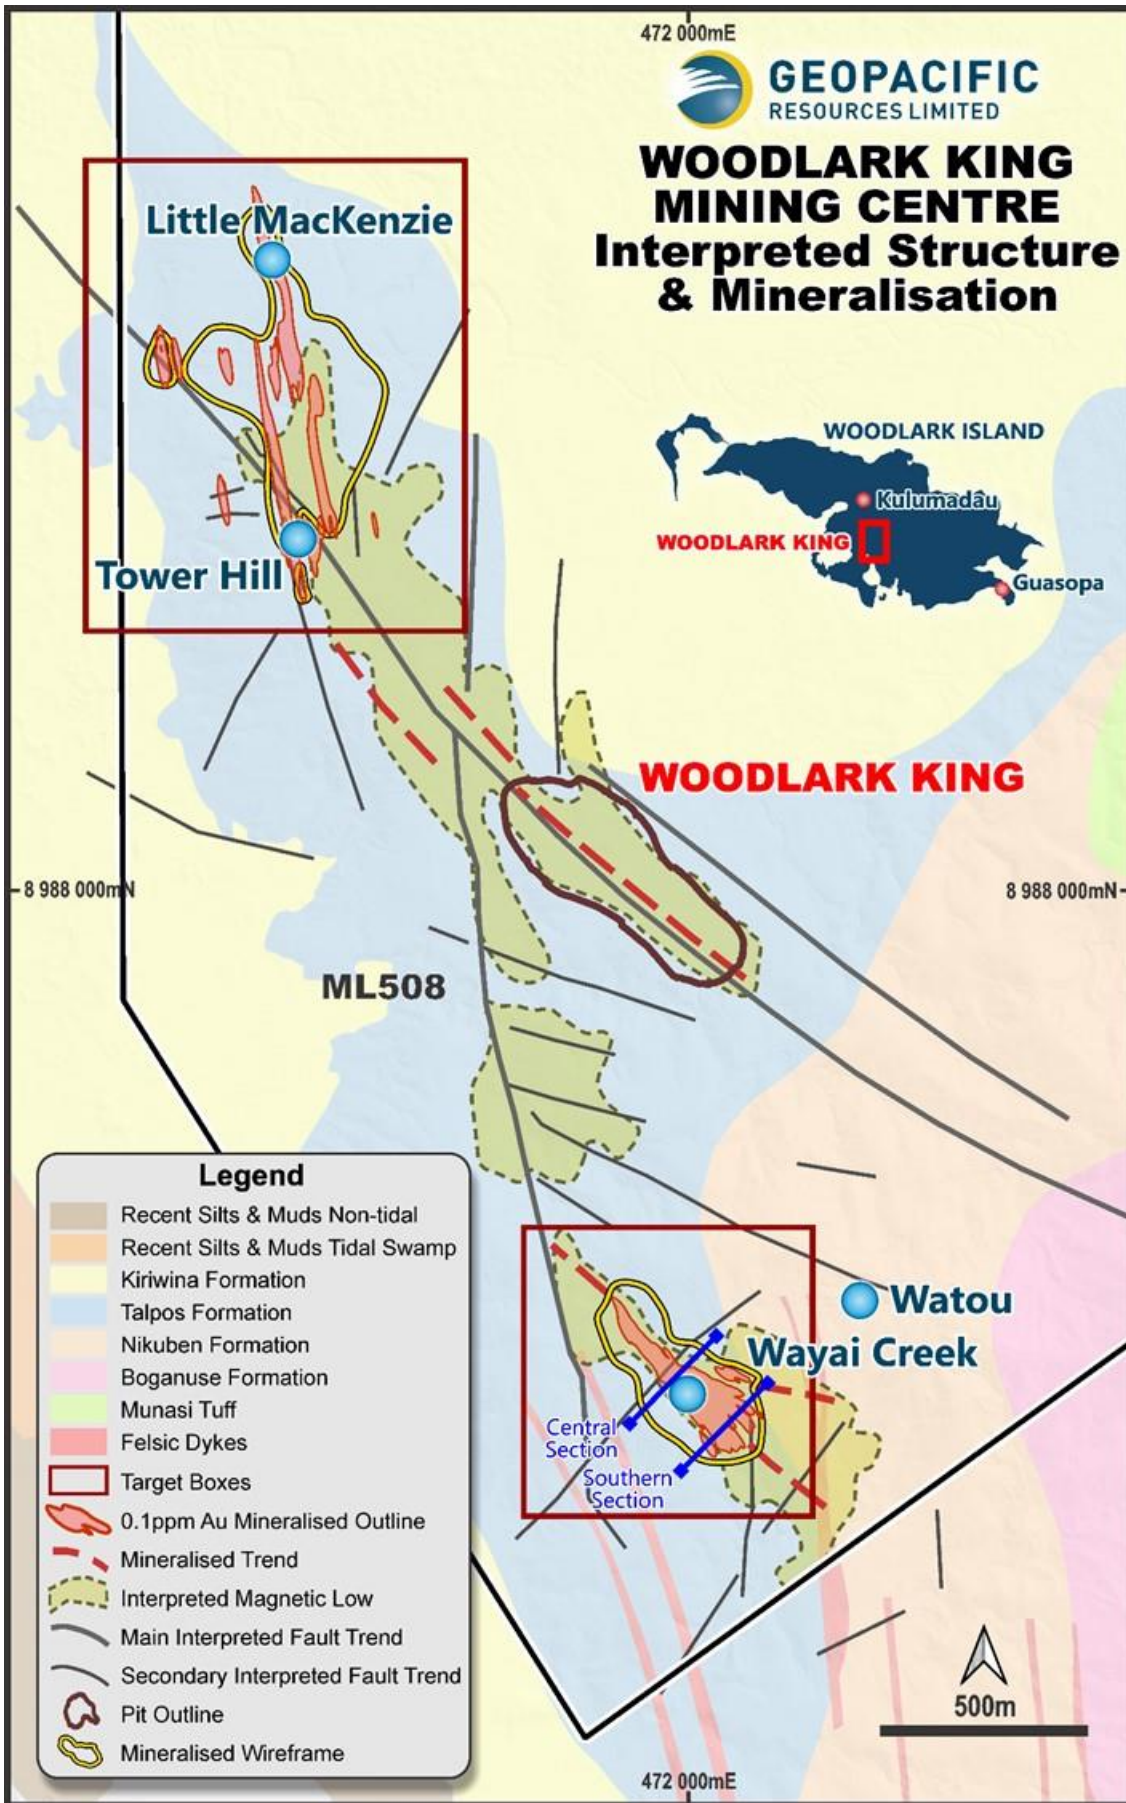 472 000mE
GEOPACIFIC
RESOURCES LIMITED
WOODLARK KING
MINING CENTRE
Interpreted Structure
& Mineralisation
Little MacKenzie
WOODLARK ISLAND
Kulumadau
WOODLARK KING
Guasopa
Tower Hill
WOODLARK KING
8 988 000mN
8 988 000mN
ML508
Legend
Recent Silts & Muds Non-tidal
Recent Silts & Muds Tidal Swamp
Kiriwina Formation
Talpos Formation
Nikuben Formation
Boganuse Formation
Munasi Tuff
Felsic Dykes
Target Boxes
0.1ppm Au Mineralised Outline
Mineralised Trend
Interpreted Magnetic Low
Main Interpreted Fault Trend
Secondary Interpreted Fault Trend
Pit Outline
Mineralised Wireframe
Watou
Wayai Creek
Central
Section
Southern
Section
500m
472 000mE